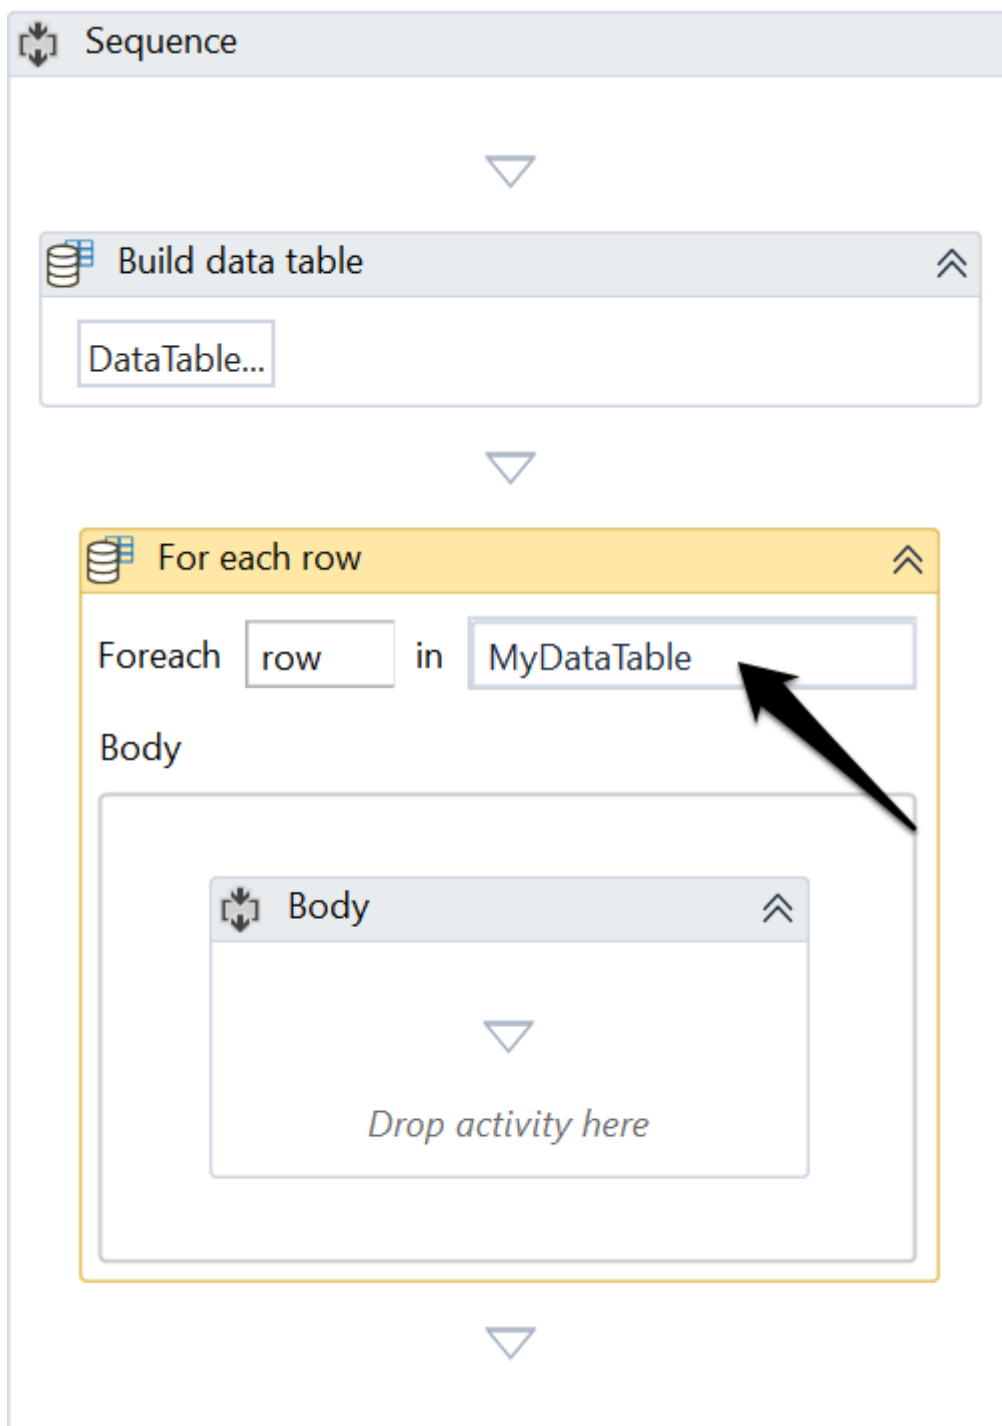 Sequence
Build data table
DataTable...
For each row
Foreach row in MyDataTable
Body
Body
Drop activity here